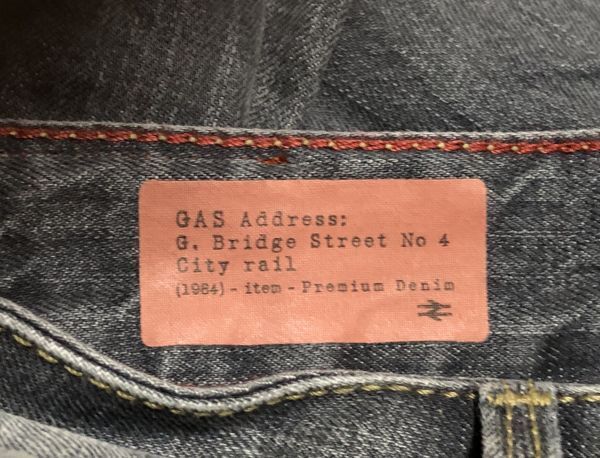 GAS Address:
G. Bridge Street No 4
City rail
(1984) - item - Premium Denim